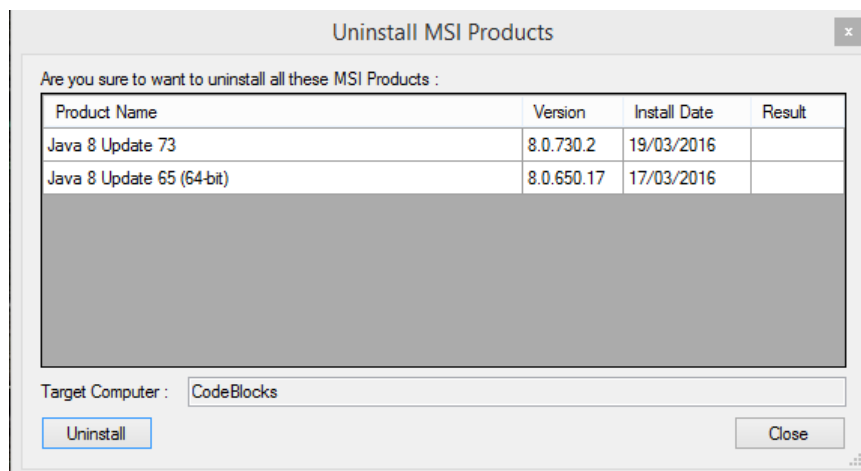 Uninstall MSI Products
x
Are you sure to want to uninstall all these MSI Products :
Product Name Version Install Date Result
Java 8 Update 73 8.0.730.2 19/03/2016
Java 8 Update 65 (64-bit) 8.0.650.17 17/03/2016
Target Computer : CodeBlocks
Uninstall Close